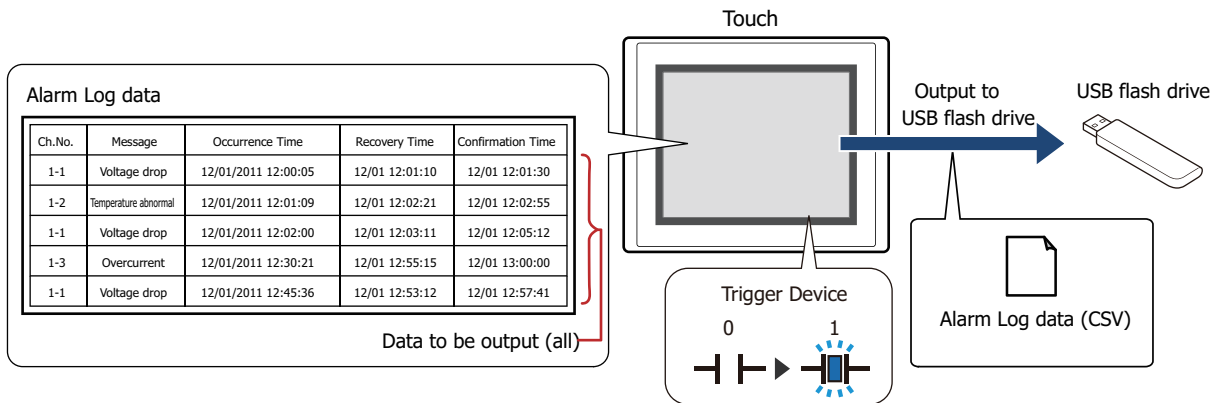 Touch
Alarm Log data
Ch.No. Message Occurrence Time Recovery Time Confirmation Time
1-1 Voltage drop 12/01/2011 12:00:05 12/01 12:01:10 12/01 12:01:30
1-2 Temperature abnormal 12/01/2011 12:01:09 12/01 12:02:21 12/01 12:02:55
1-1 Voltage drop 12/01/2011 12:02:00 12/01 12:03:11 12/01 12:05:12
1-3 Overcurrent 12/01/2011 12:30:21 12/01 12:55:15 12/01 13:00:00
1-1 Voltage drop 12/01/2011 12:45:36 12/01 12:53:12 12/01 12:57:41
Data to be output (all)
Output to
USB flash drive
USB flash drive
Trigger Device
0 1
Alarm Log data (CSV)